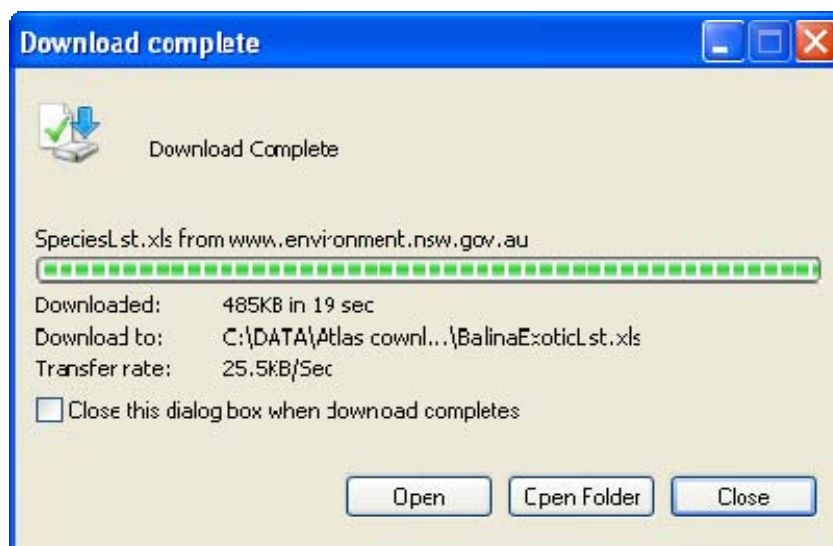 Download complete
Download Complete
SpeciesLst.xls from www.environment.nsw.gov.au
Downloaded: 485KB in 19 sec
Download to: C:\DATA\Atlas cownl...\BalinaExoticLst.xls
Transfer rate: 25.5KB/Sec
Close this dialog box when download completes
Open Open Folder Close